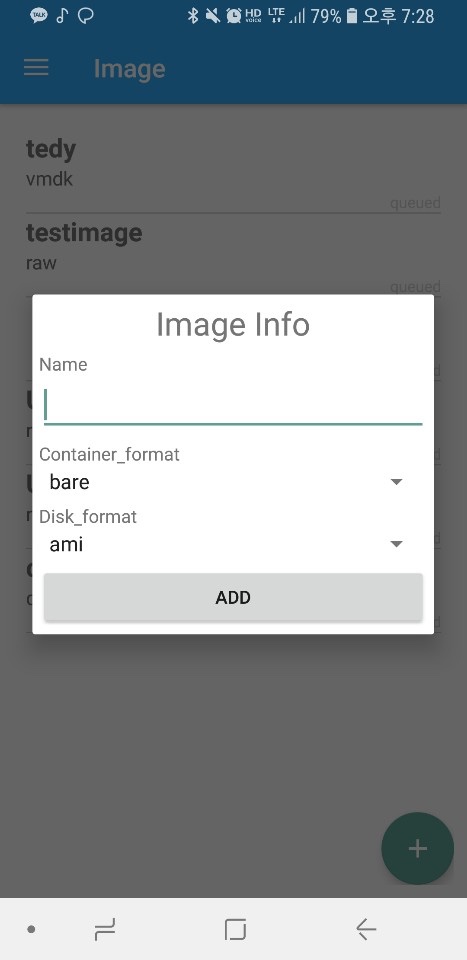 TALK HD voice LTE 79% 오후 7:28
Image
tedy
vmdk
queued
testimage
raw
queued
Image Info
Name
Container_format
bare
Disk_format
ami
ADD